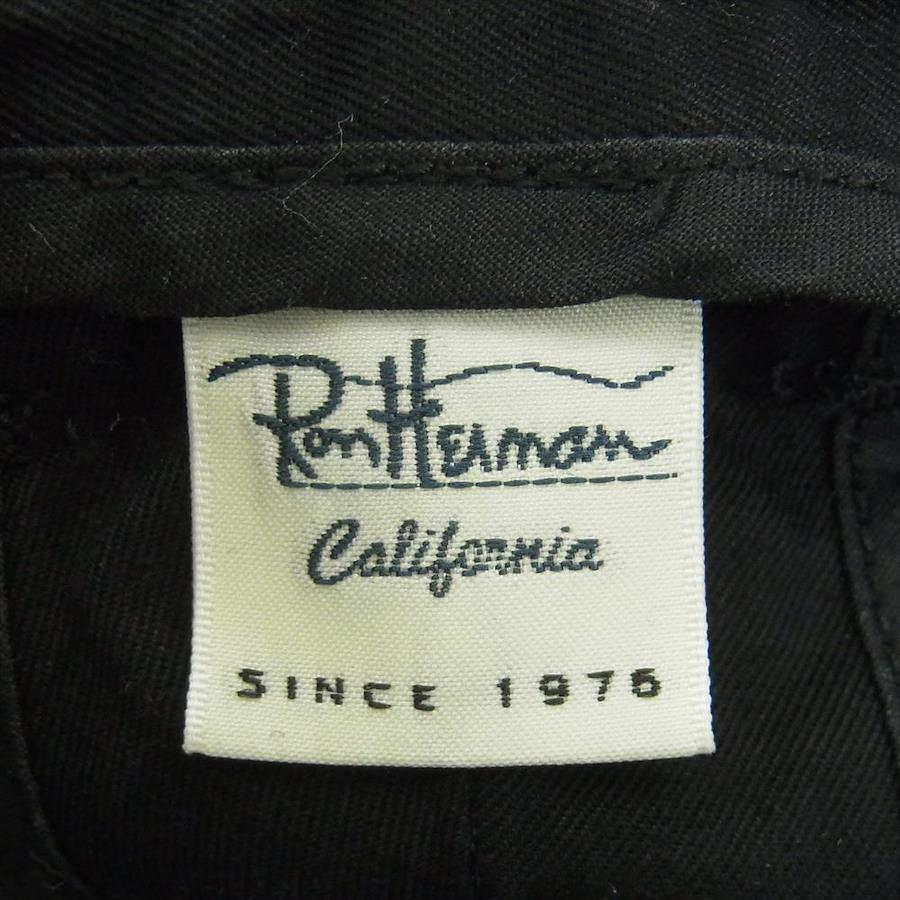 Ron Herman
California
SINCE 1976